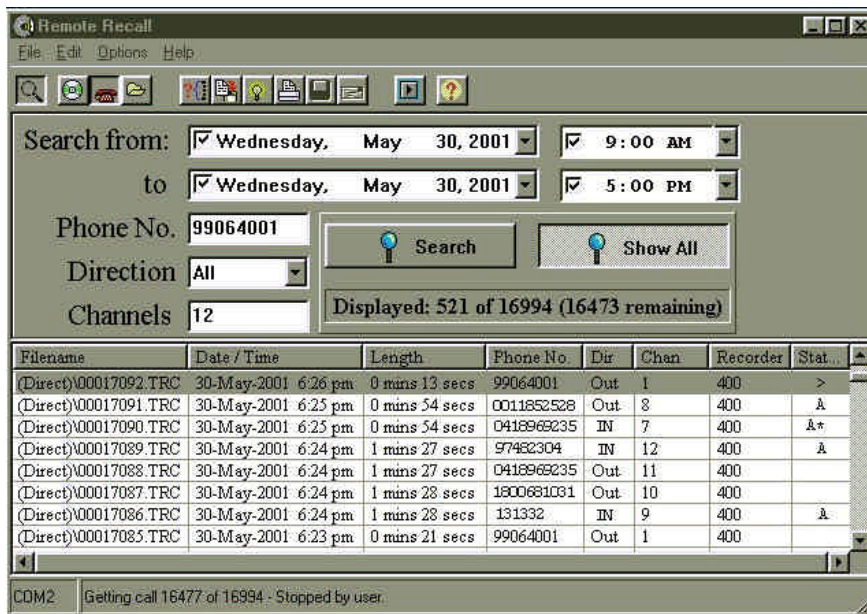 Remote Recall
File Edit Options Help
Search from: Wednesday, May 30, 2001 9:00 AM
to Wednesday, May 30, 2001 5:00 PM
Phone No. 99064001
Search Show All
Direction All
Displayed: 521 of 16994 (16473 remaining)
Channels 12
Filename Date / Time Length Phone No. Dir Chan Recorder Stat...
(Direct)\00017092.TRC 30-May-2001 6:26 pm 0 mins 13 secs 99064001 Out 1 400 >
(Direct)\00017091.TRC 30-May-2001 6:25 pm 0 mins 54 secs 0011852528 Out 8 400 A
(Direct)\00017090.TRC 30-May-2001 6:25 pm 0 mins 54 secs 0418969235 IN 7 400 A*
(Direct)\00017089.TRC 30-May-2001 6:24 pm 1 mins 27 secs 97482304 IN 12 400 A
(Direct)\00017088.TRC 30-May-2001 6:24 pm 1 mins 27 secs 0418969235 Out 11 400
(Direct)\00017087.TRC 30-May-2001 6:24 pm 1 mins 28 secs 1800681031 Out 10 400
(Direct)\00017086.TRC 30-May-2001 6:24 pm 1 mins 28 secs 131332 IN 9 400 A
(Direct)\00017085.TRC 30-May-2001 6:23 pm 0 mins 21 secs 99064001 Out 1 400
COM2 Getting call 16477 of 16994 - Stopped by user.